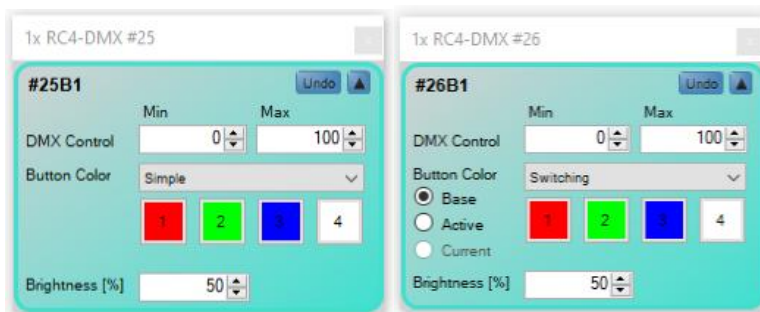 1x RC4-DMX #25
#25B1
Undo ▲
Min Max
DMX Control 0 100
Button Color Simple
1 2 3 4
Brightness [%] 50
1x RC4-DMX #26
#26B1
Undo ▲
Min Max
DMX Control 0 100
Button Color Switching
Base
Active
Current
1 2 3 4
Brightness [%] 50